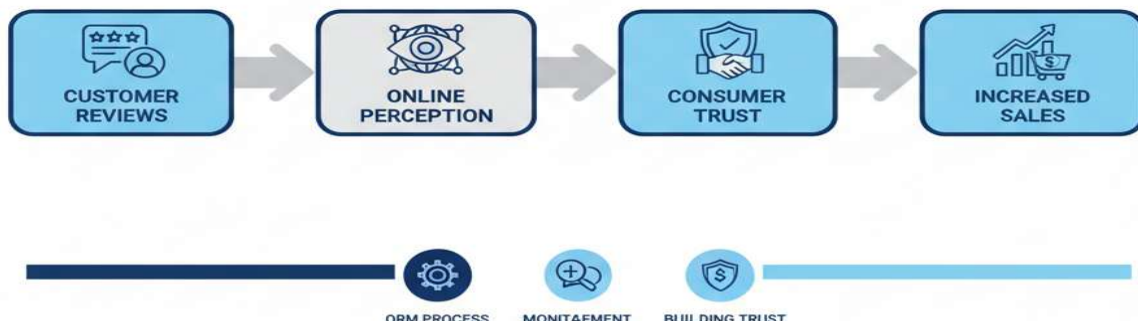 CUSTOMER
REVIEWS
ONLINE
PERCEPTION
CONSUMER
TRUST
INCREASED
SALES
ORM PROCESS
MONITAEMENT
BUILDING TRUST